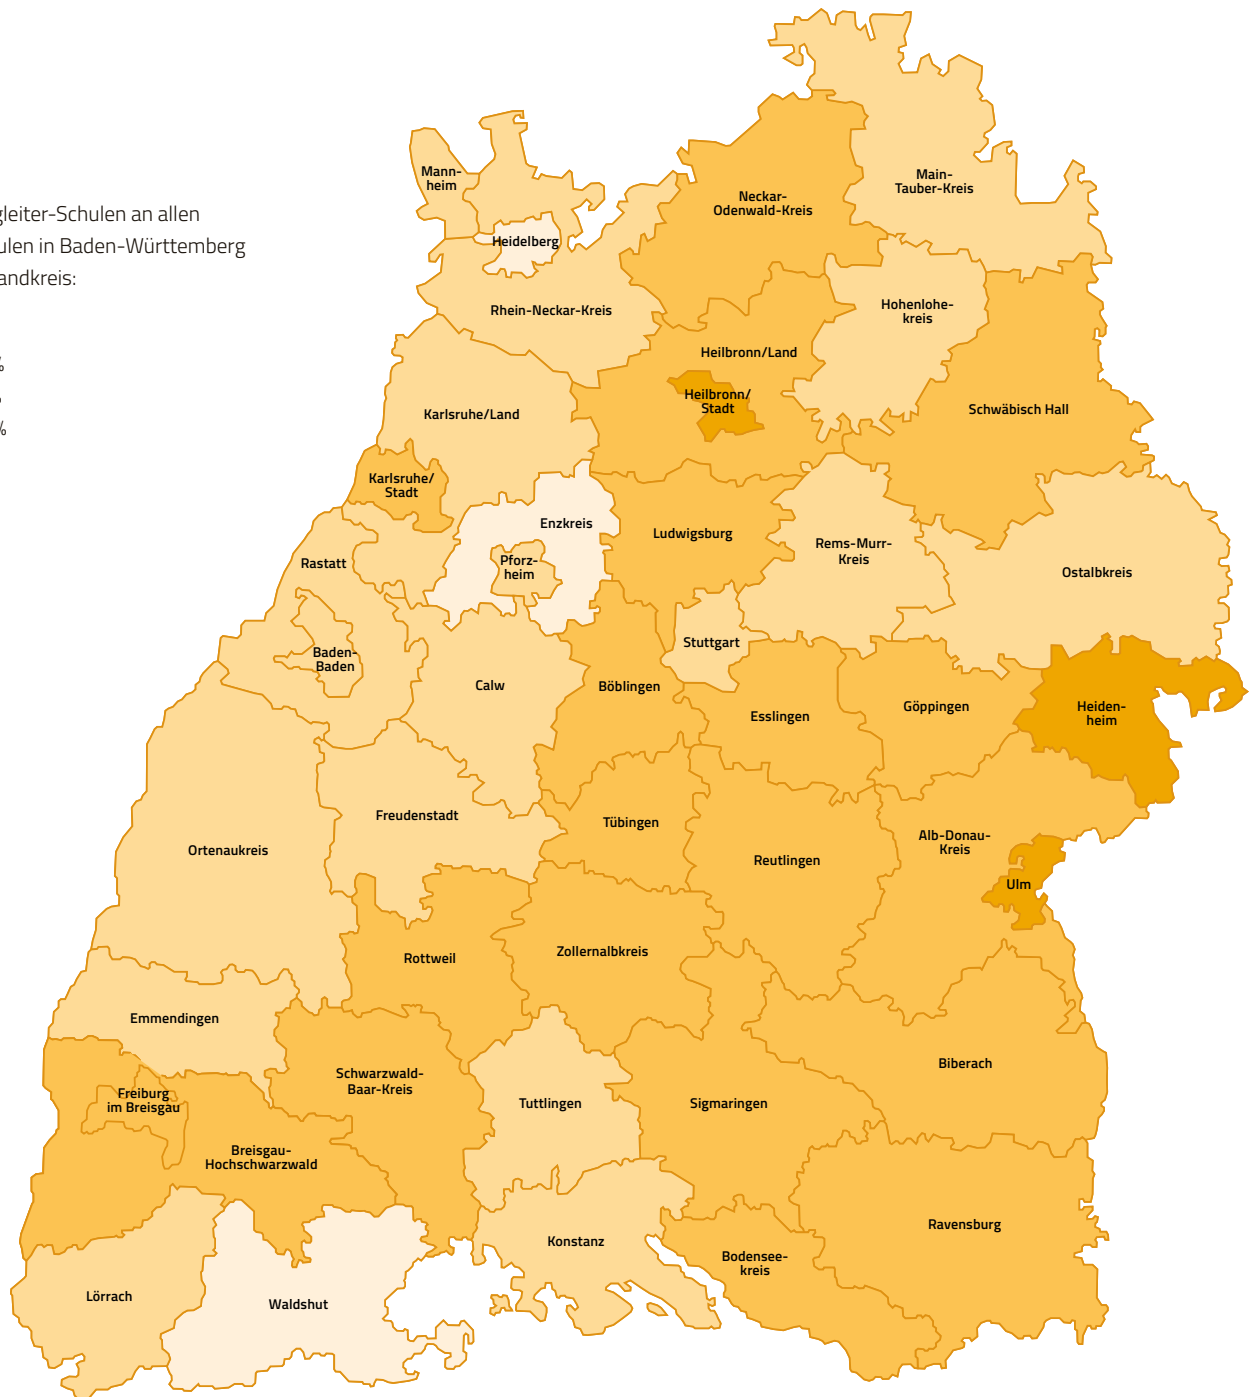 gleiter-Schulen an allen
ulen in Baden-Württemberg
andkreis:
%
%
Mann-
heim
Heidelberg
Rhein-Neckar-Kreis
Neckar-
Odenwald-Kreis
Main-
Tauber-Kreis
Hohenlohe-
kreis
Heilbronn/Land
Heilbronn/
Stadt
Schwäbisch Hall
Karlsruhe/Land
Karlsruhe/
Stadt
Enzkreis
Pforz-
heim
Ludwigsburg
Rems-Murr-
Kreis
Ostalbkreis
Rastatt
Baden-
Baden
Calw
Stuttgart
Böblingen
Esslingen
Göppingen
Heiden-
heim
Freudenstadt
Tübingen
Reutlingen
Alb-Donau-
Kreis
Ulm
Ortenaukreis
Rottweil
Zollernalbkreis
Emmendingen
Schwarzwald-
Baar-Kreis
Tuttlingen
Sigmaringen
Biberach
Freiburg
im Breisgau
Breisgau-
Hochschwarzwald
Konstanz
Bodensee-
kreis
Ravensburg
Lörrach
Waldshut